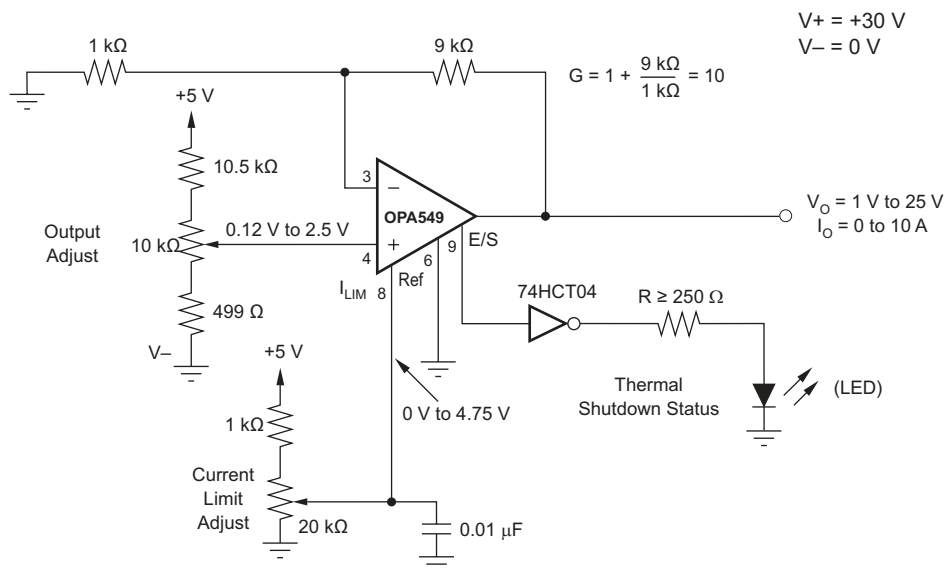 V+ = +30 V
V– = 0 V
1 kΩ
9 kΩ
G = 1 + 9 kΩ / 1 kΩ = 10
+5 V
10.5 kΩ
Output
Adjust
10 kΩ
0.12 V to 2.5 V
499 Ω
V–
3
–
OPA549
+
4
I_LIM
8
Ref
6
9
E/S
V_O = 1 V to 25 V
I_O = 0 to 10 A
74HCT04
R ≥ 250 Ω
Thermal
Shutdown Status
(LED)
+5 V
0 V to 4.75 V
1 kΩ
Current
Limit
Adjust
20 kΩ
0.01 μF